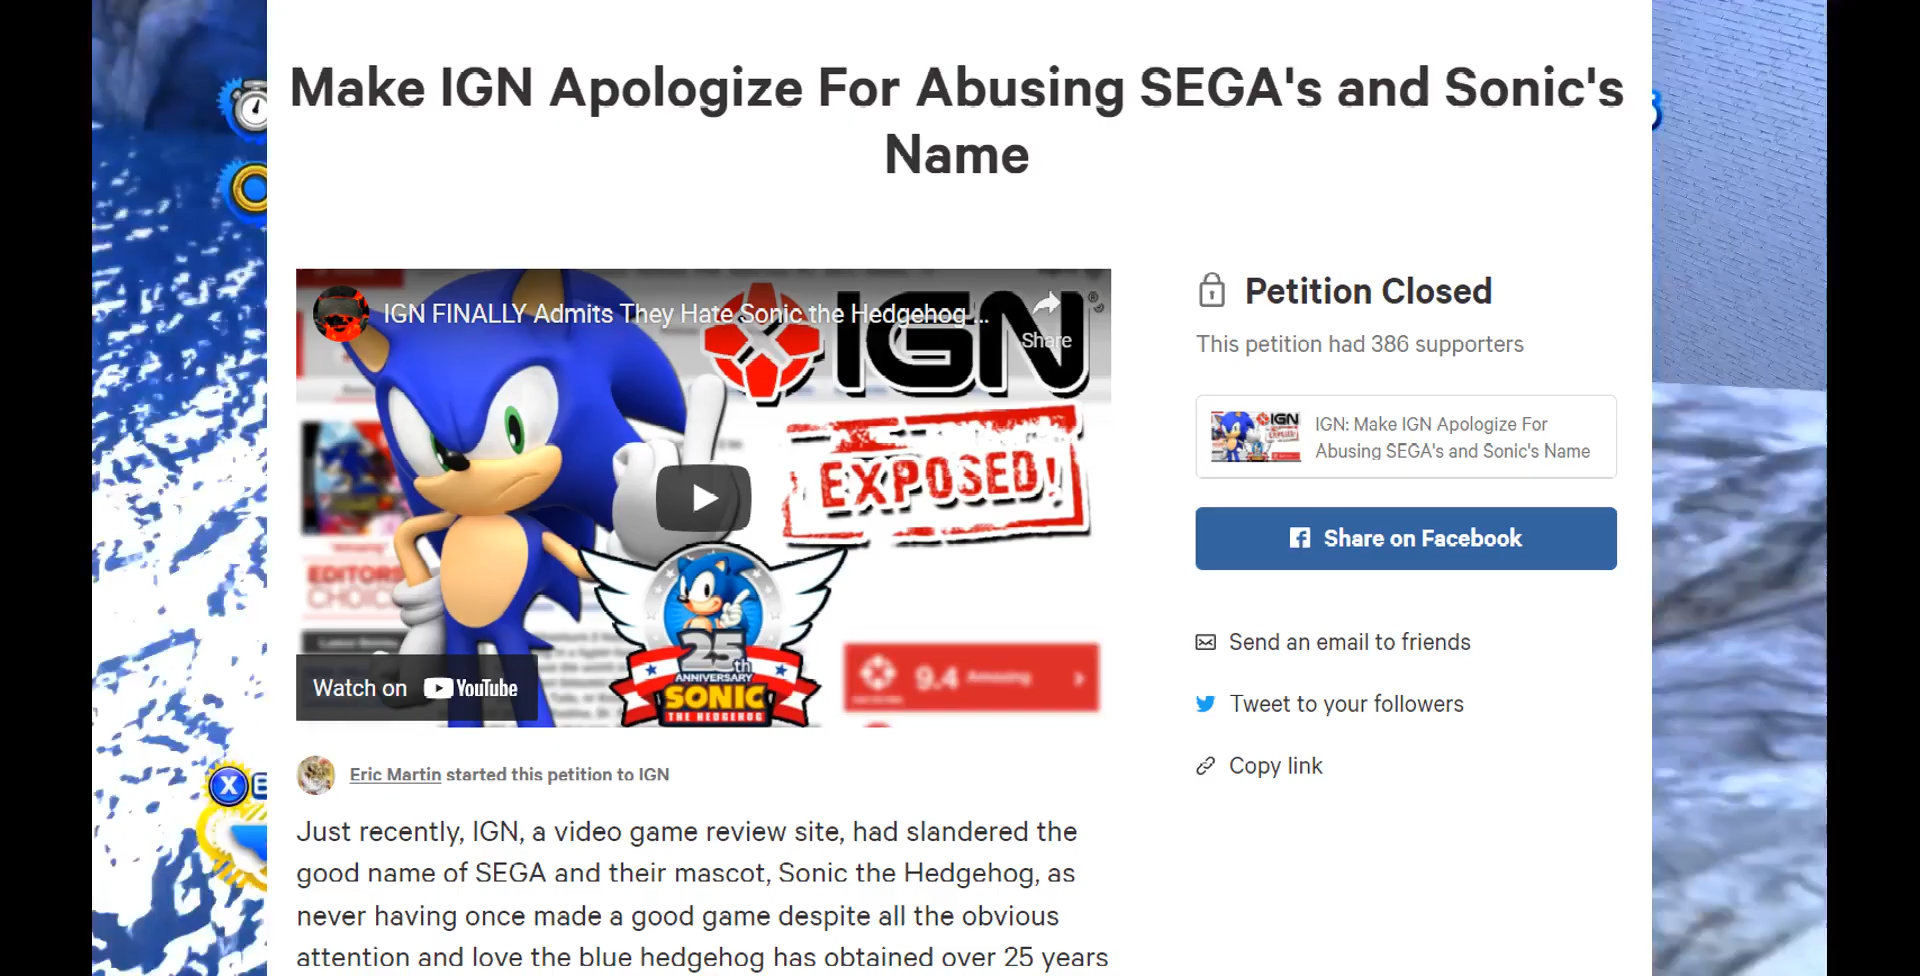 Make IGN Apologize For Abusing SEGA's and Sonic's
Name
IGN FINALLY Admits They Hate Sonic the Hedgehog ...
Share
IGN
®
EXPOSED!
EDITORS'
CHOICE
25th
ANNIVERSARY
SONIC
THE HEDGEHOG
9.4 Amazing
Watch on YouTube
Petition Closed
This petition had 386 supporters
IGN: Make IGN Apologize For
Abusing SEGA's and Sonic's Name
Share on Facebook
Send an email to friends
Tweet to your followers
Copy link
X
Eric Martin started this petition to IGN
Just recently, IGN, a video game review site, had slandered the
good name of SEGA and their mascot, Sonic the Hedgehog, as
never having once made a good game despite all the obvious
attention and love the blue hedgehog has obtained over 25 years